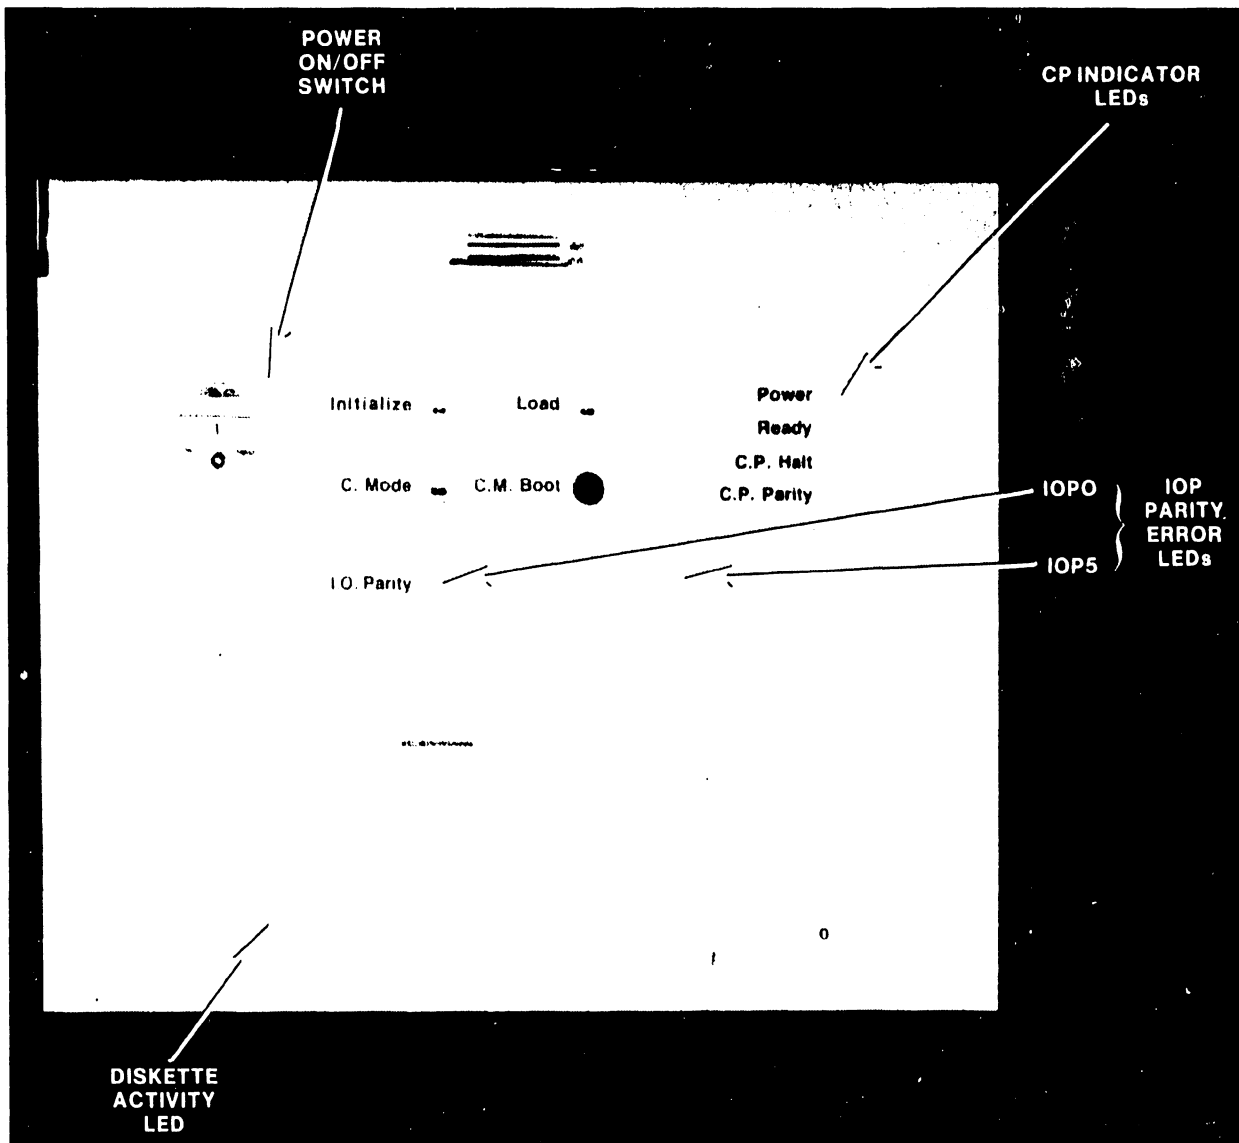 POWER
ON/OFF
SWITCH
CP INDICATOR
LEDs
Initialize
Load
Power
Ready
C.P. Halt
C. Mode
C.M. Boot
C.P. Parity
IOP0
IOP
PARITY
ERROR
LEDs
IOP5
I.O. Parity
DISKETTE
ACTIVITY
LED